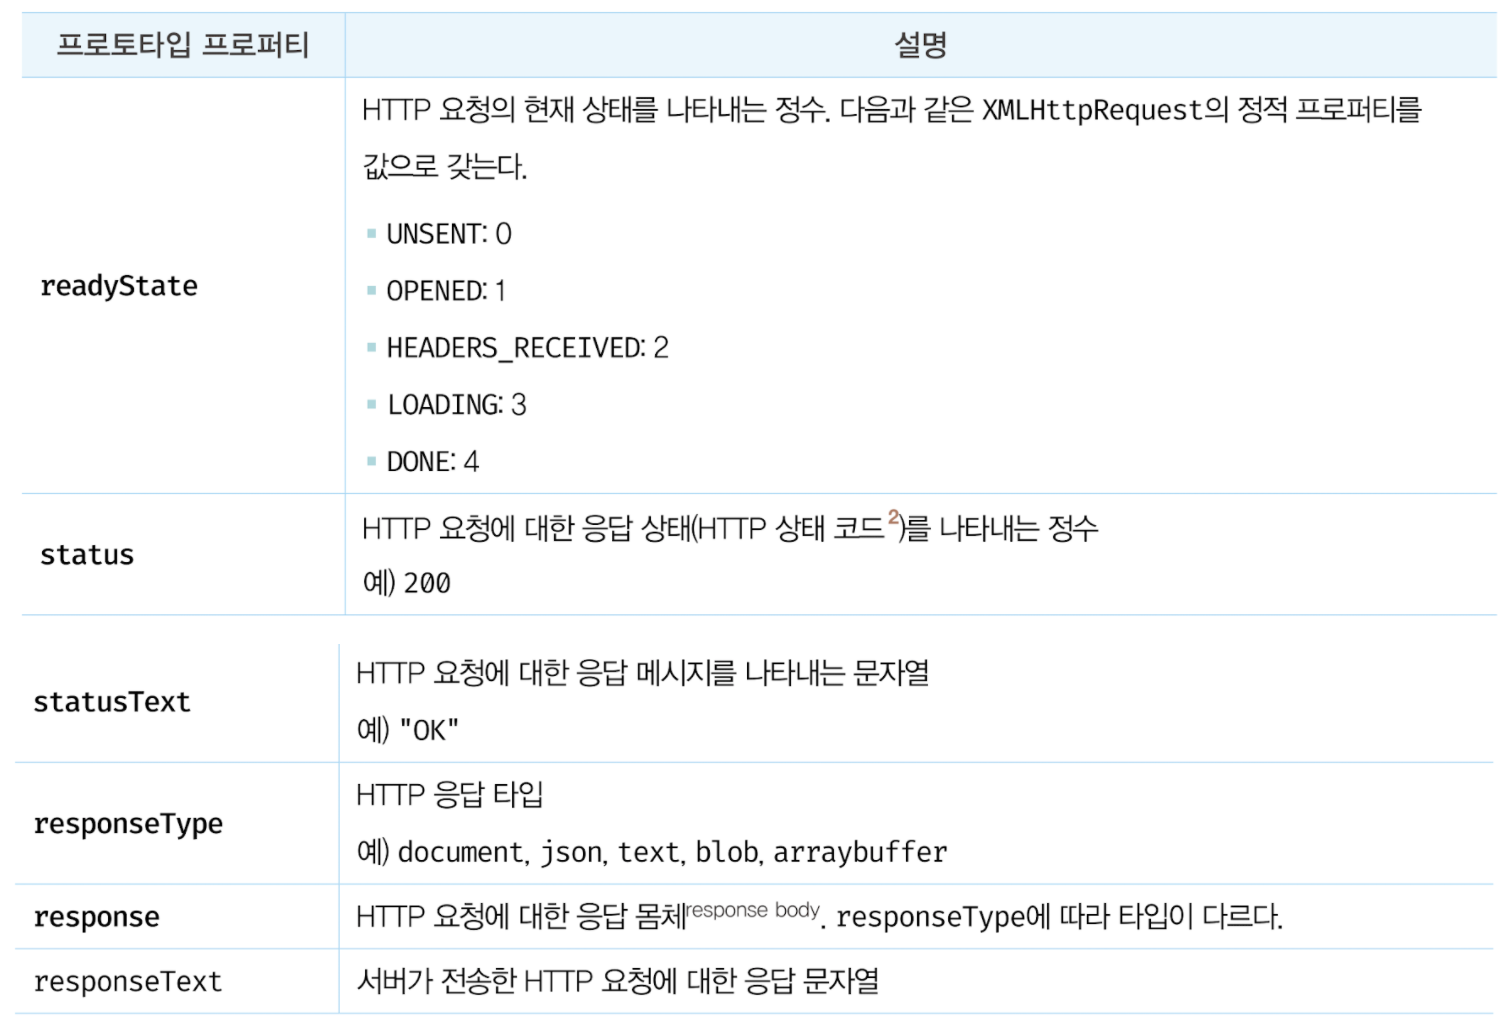 프로토타입 프로퍼티
설명
readyState
HTTP 요청의 현재 상태를 나타내는 정수. 다음과 같은 XMLHttpRequest의 정적 프로퍼티를
값으로 갖는다.
▪ UNSENT: 0
▪ OPENED: 1
▪ HEADERS_RECEIVED: 2
▪ LOADING: 3
▪ DONE: 4
status
HTTP 요청에 대한 응답 상태(HTTP 상태 코드2)를 나타내는 정수
예) 200
statusText
HTTP 요청에 대한 응답 메시지를 나타내는 문자열
예) "OK"
responseType
HTTP 응답 타입
예) document, json, text, blob, arraybuffer
response
HTTP 요청에 대한 응답 몸체response body. responseType에 따라 타입이 다르다.
responseText
서버가 전송한 HTTP 요청에 대한 응답 문자열